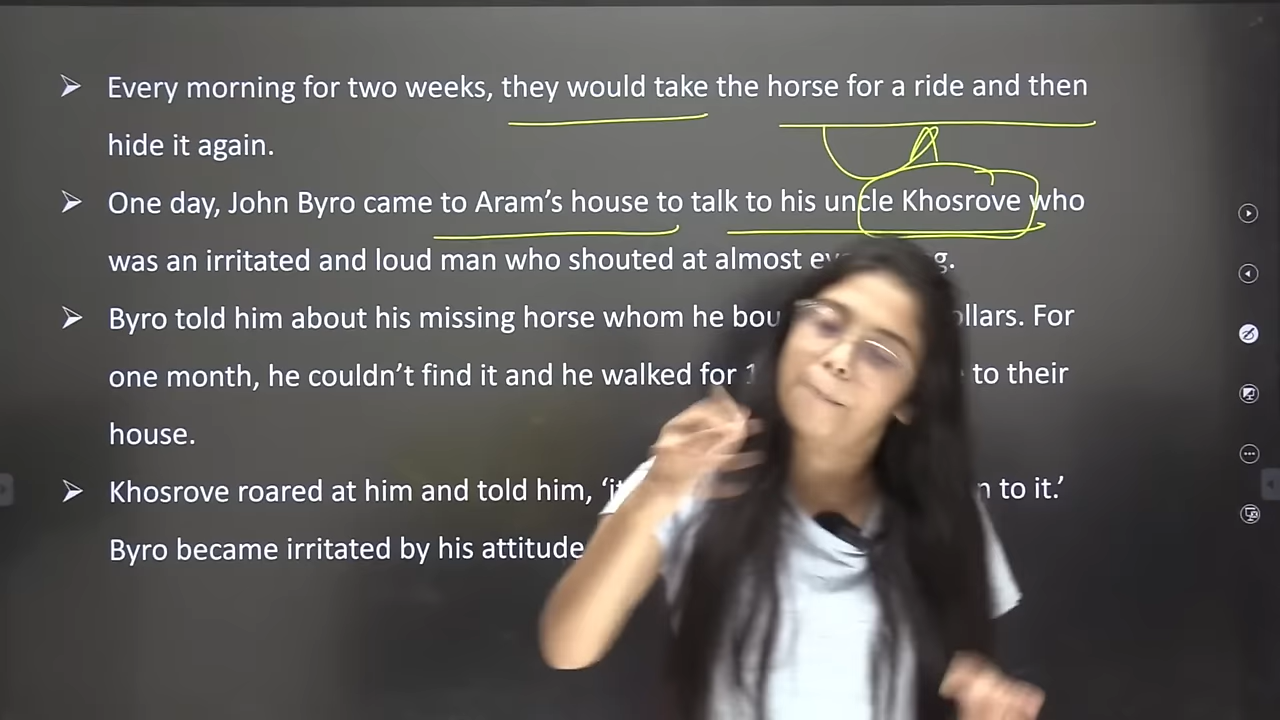 ➢ Every morning for two weeks, they would take the horse for a ride and then
hide it again.
➢ One day, John Byro came to Aram's house to talk to his uncle Khosrove who
was an irritated and loud man who shouted at almost
➢ Byro told him about his missing horse whom he For
one month, he couldn't find it and he walked for to their
house.
➢ Khosrove roared at him and told him, to it.'
Byro became irritated by his attitude